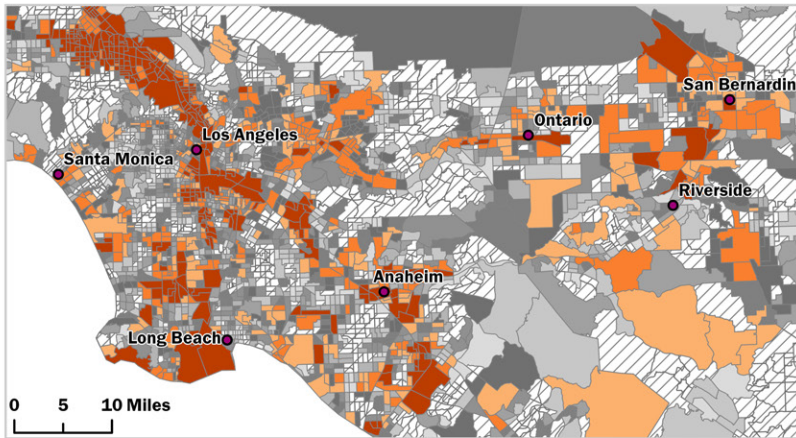 San Bernardin
Ontario
Los Angeles
Santa Monica
Riverside
Anaheim
Long Beach
0 5 10 Miles